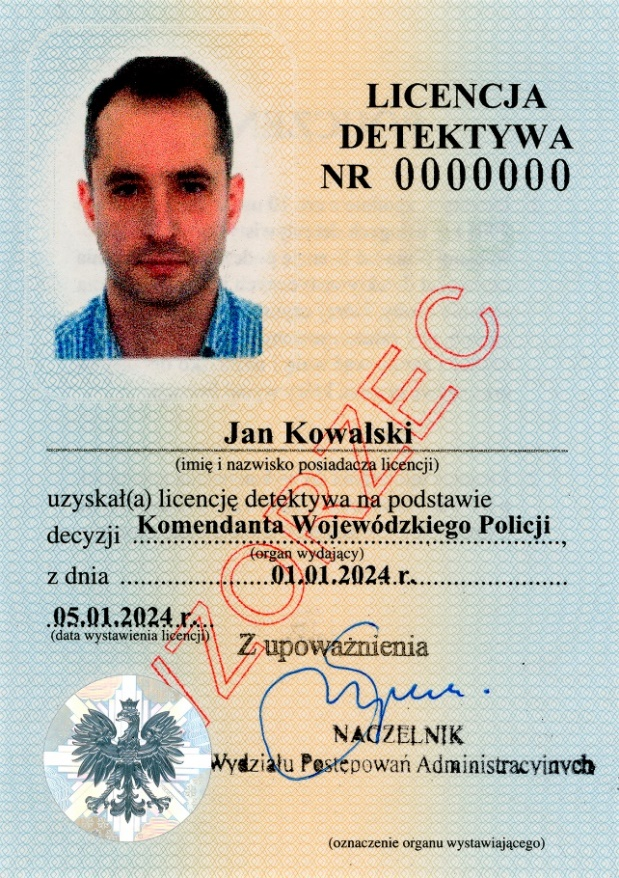 LICENCJA
DETEKTYWA
NR 0000000
WZORZEC
Jan Kowalski
(imię i nazwisko posiadacza licencji)
uzyskał(a) licencję detektywa na podstawie
decyzji Komendanta Wojewódzkiego Policji,
(organ wydający)
z dnia 01.01.2024 r.
05.01.2024 r.
(data wystawienia licencji)
Z upoważnienia
NACZELNIK
Wydziału Postępowań Administracyjnych
(oznaczenie organu wystawiającego)